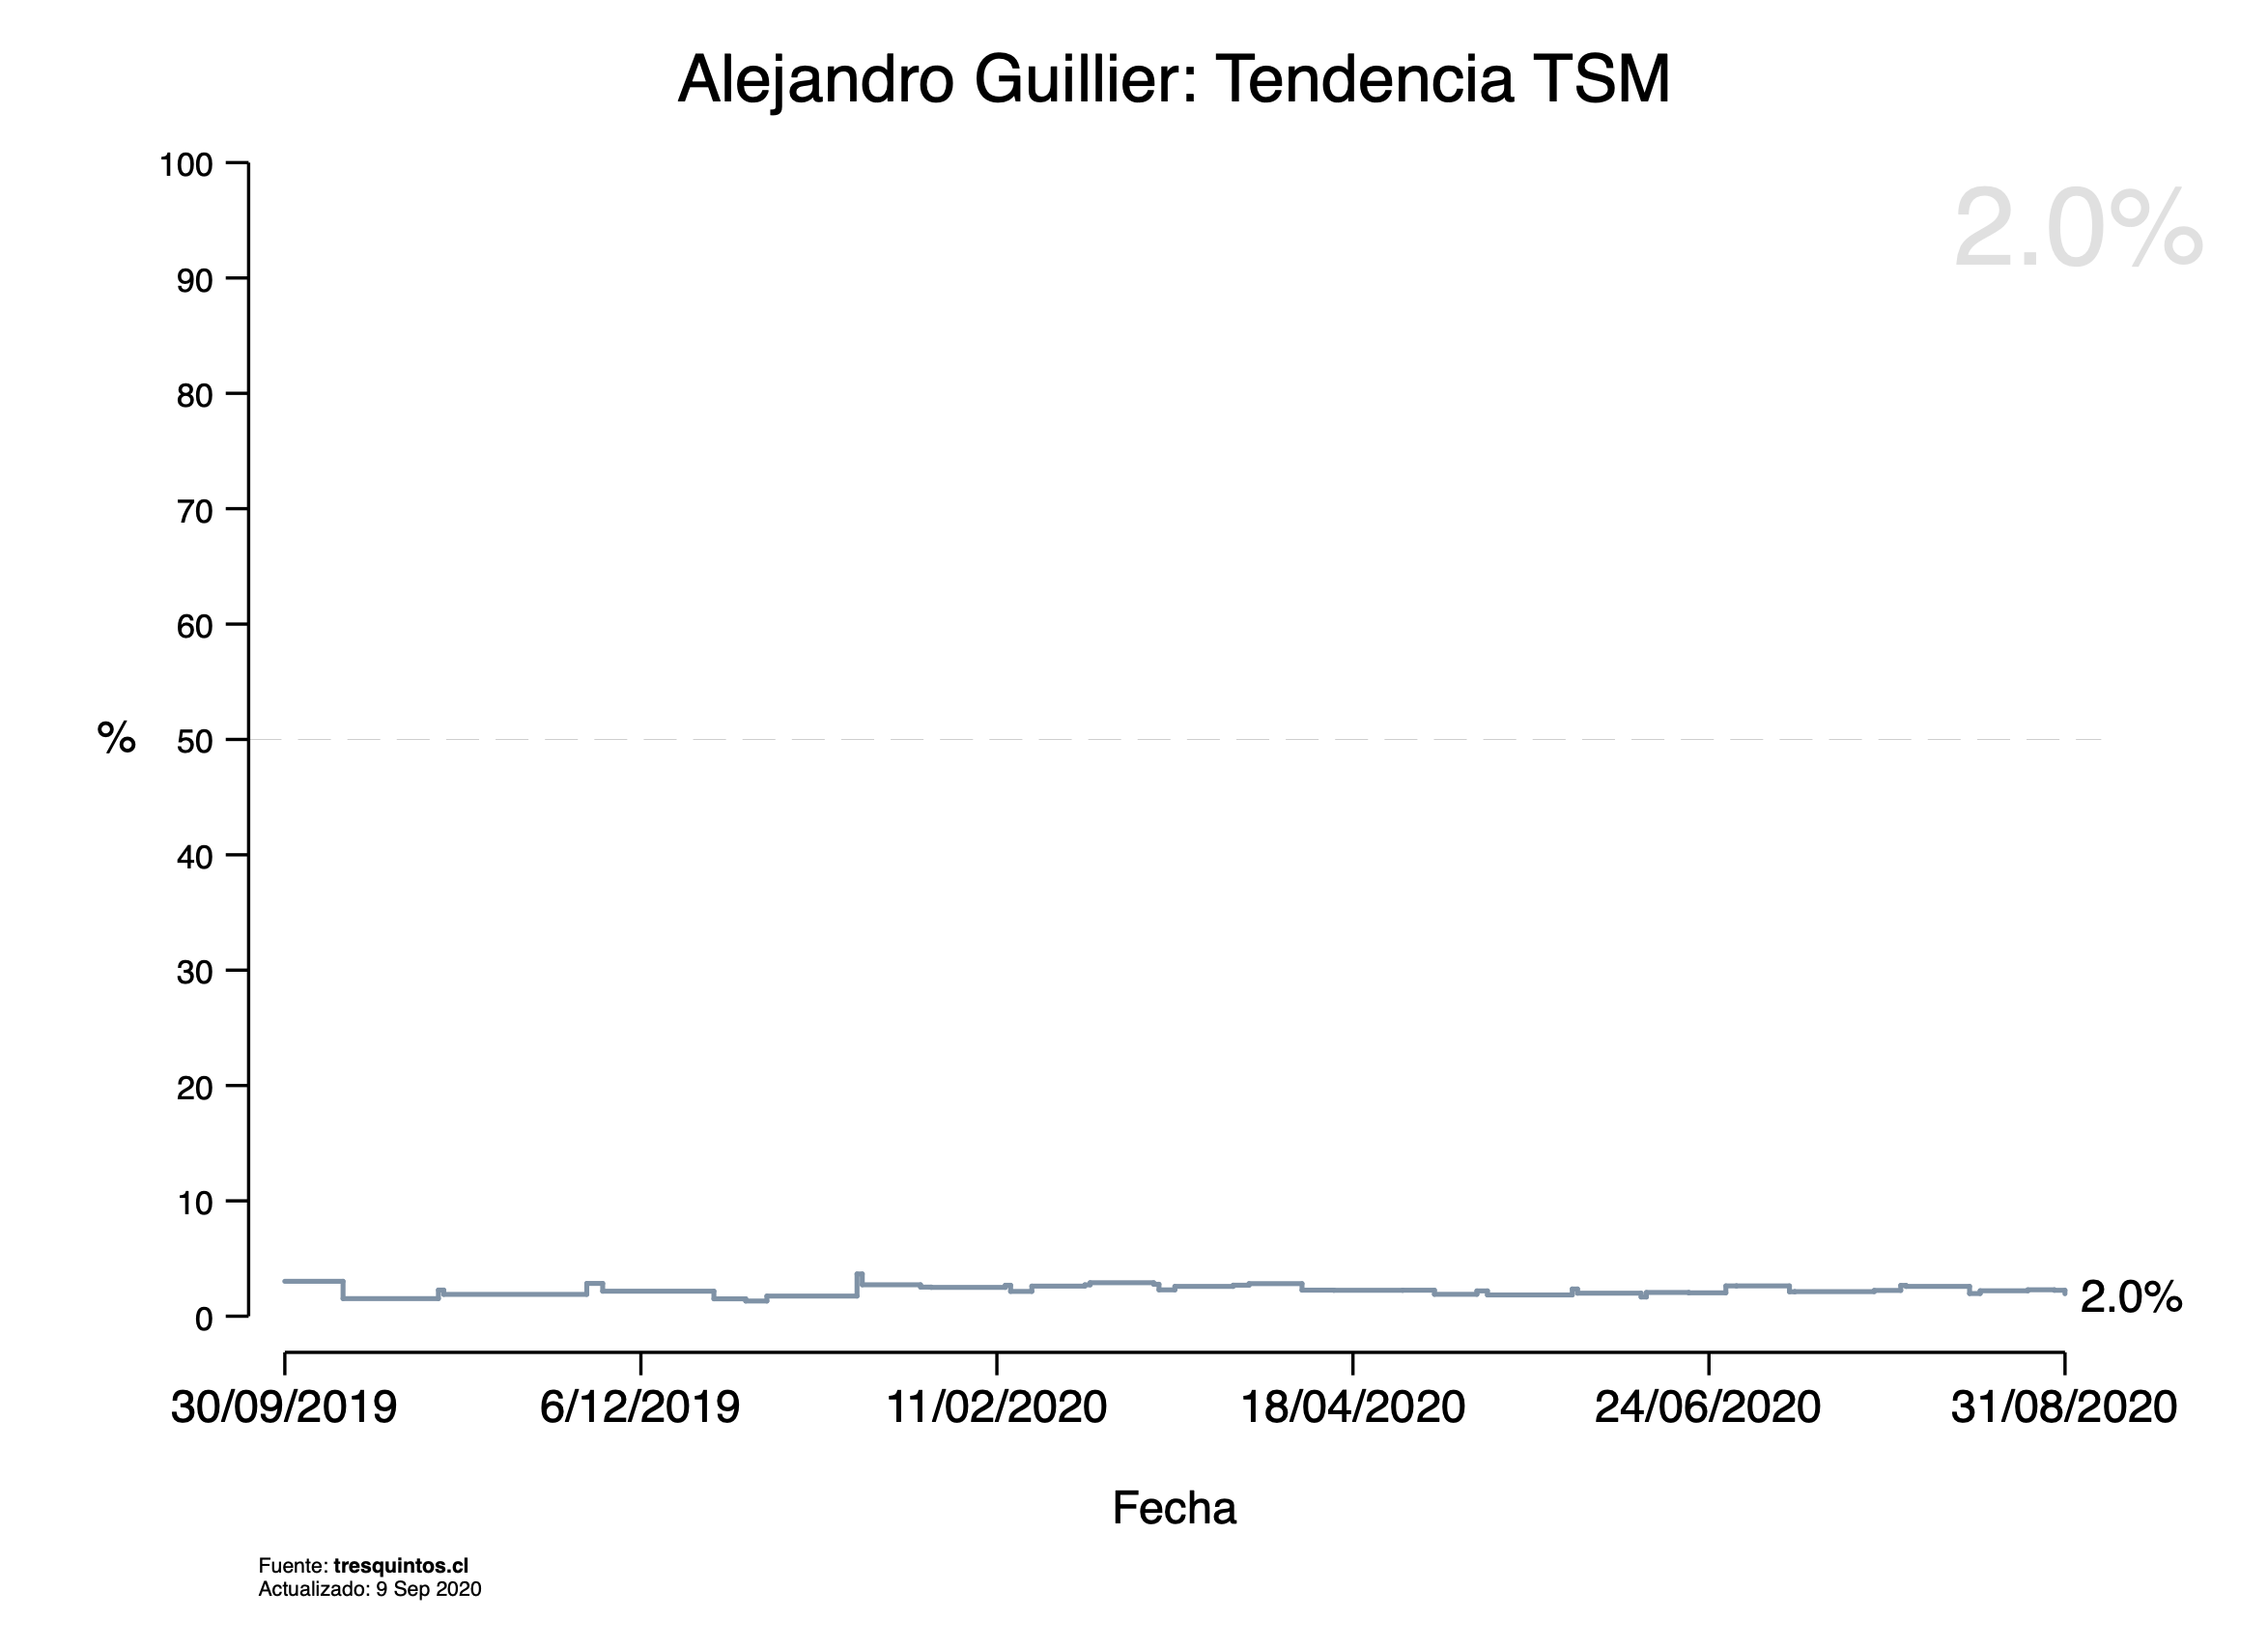 Alejandro Guillier: Tendencia TSM
2.0%
100
90
80
70
60
50
40
30
20
10
0
%
2.0%
30/09/2019 6/12/2019 11/02/2020 18/04/2020 24/06/2020 31/08/2020
Fecha
Fuente: tresquintos.cl
Actualizado: 9 Sep 2020